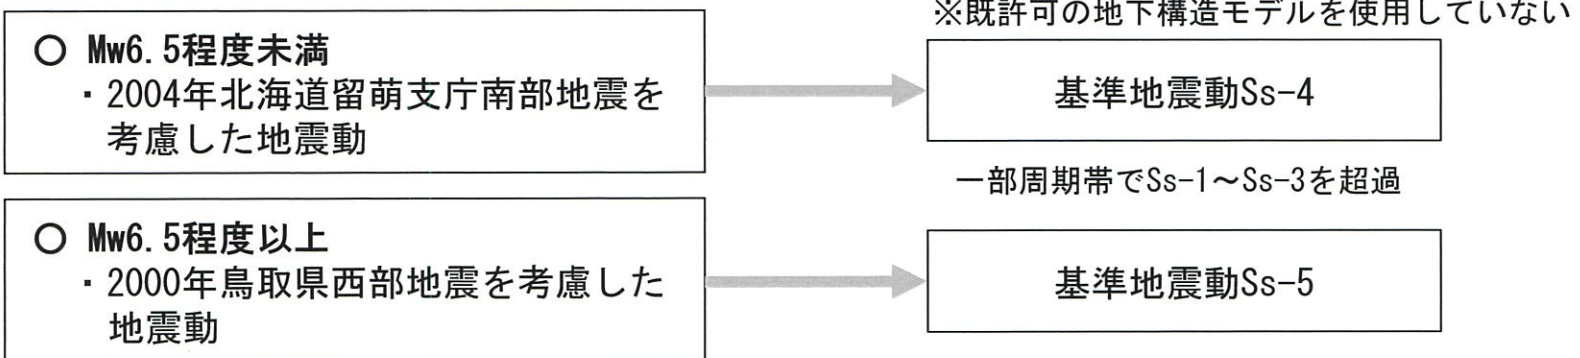 ※既許可の地下構造モデルを使用していない
○ Mw6.5程度未満
・2004年北海道留萌支庁南部地震を
考慮した地震動
基準地震動Ss-4
一部周期帯でSs-1～Ss-3を超過
○ Mw6.5程度以上
・2000年鳥取県西部地震を考慮した
地震動
基準地震動Ss-5